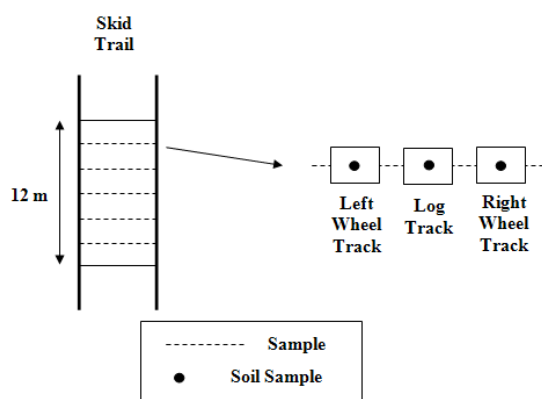 Skid
Trail
12 m
Left
Wheel
Track
Log
Track
Right
Wheel
Track
Sample
Soil Sample